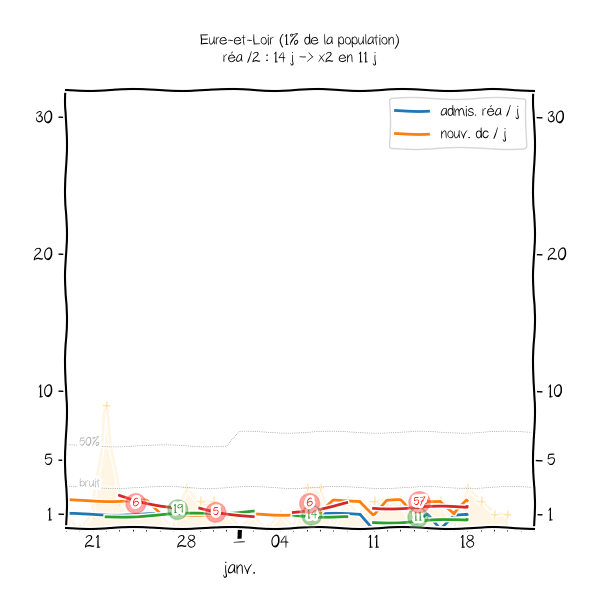 Eure-et-Loir (1% de la population)
réa /2 : 14 j -> x2 en 11 j
admis. réa / j
nouv. dc / j
30 30
20 20
10 10
50%
5 5
bruit
6 19 5 6 14 57 11
1 1
21 28 1 04 11 18
janv.